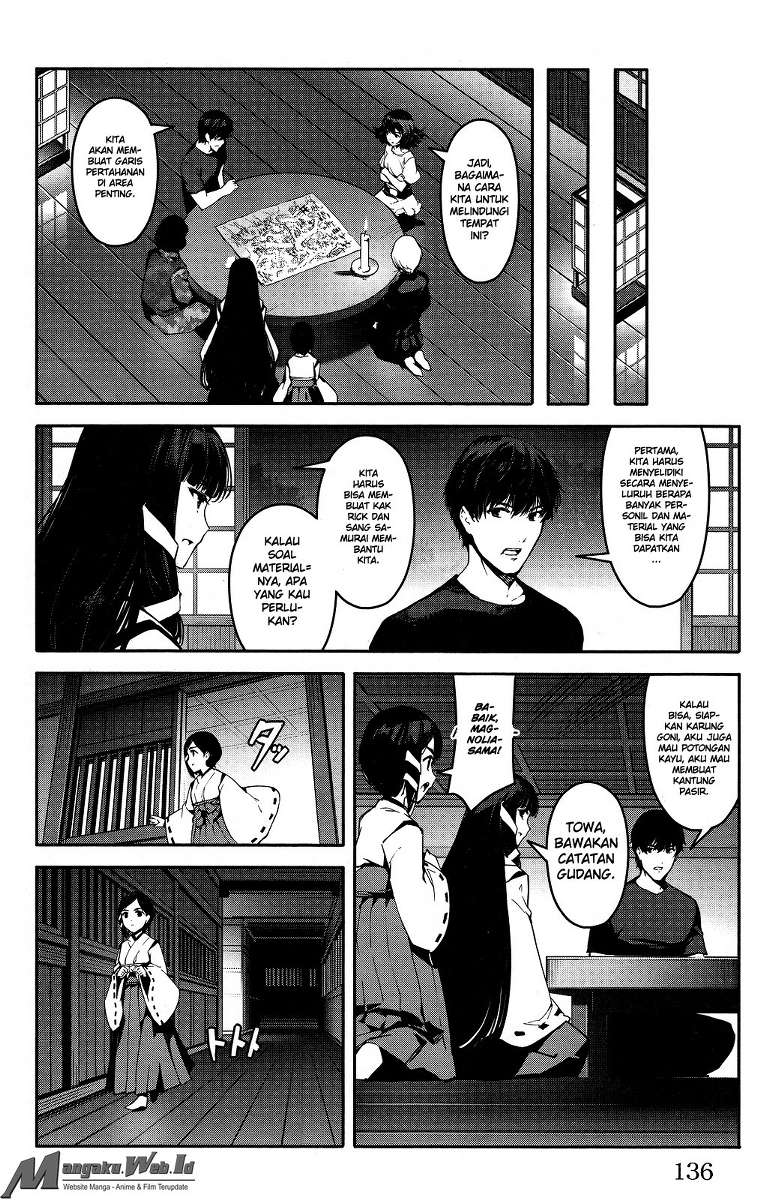 JADI,
BAGAIMA-
NA CARA
KITA UNTUK
MELINDUNGI
TEMPAT
INI?
KITA
AKAN MEM-
BUAT GARIS
PERTAHANAN
DI AREA
PENTING.
PERTAMA,
KITA HARUS
MENYELIDIKI
SECARA MENYE-
LURUH BERAPA
BANYAK PER-
SONIL DAN MA-
TERIAL YANG
BISA KITA
DAPATKAN
...
KITA
HARUS
BISA MEM-
BUAT KAK
RICK DAN
SANG SA-
MURAI MEM-
BANTU
KITA.
KALAU
SOAL
MATERIAL=
NYA, APA
YANG KAU
PERLU-
KAN?
KALAU
BISA, SIAP-
KAN KARUNG
GONI, AKU JUGA
MAU POTONGAN
KAYU, AKU MAU
MEMBUAT
KANTUNG
PASIR.
TOWA,
BAWAKAN
CATATAN
GUDANG.
BA-
BAIK,
MAG-
NOLIA-
SAMA!
タッ
トトト
136
Mangaku.Web.Id
Website Manga - Anime & Film Terupdate